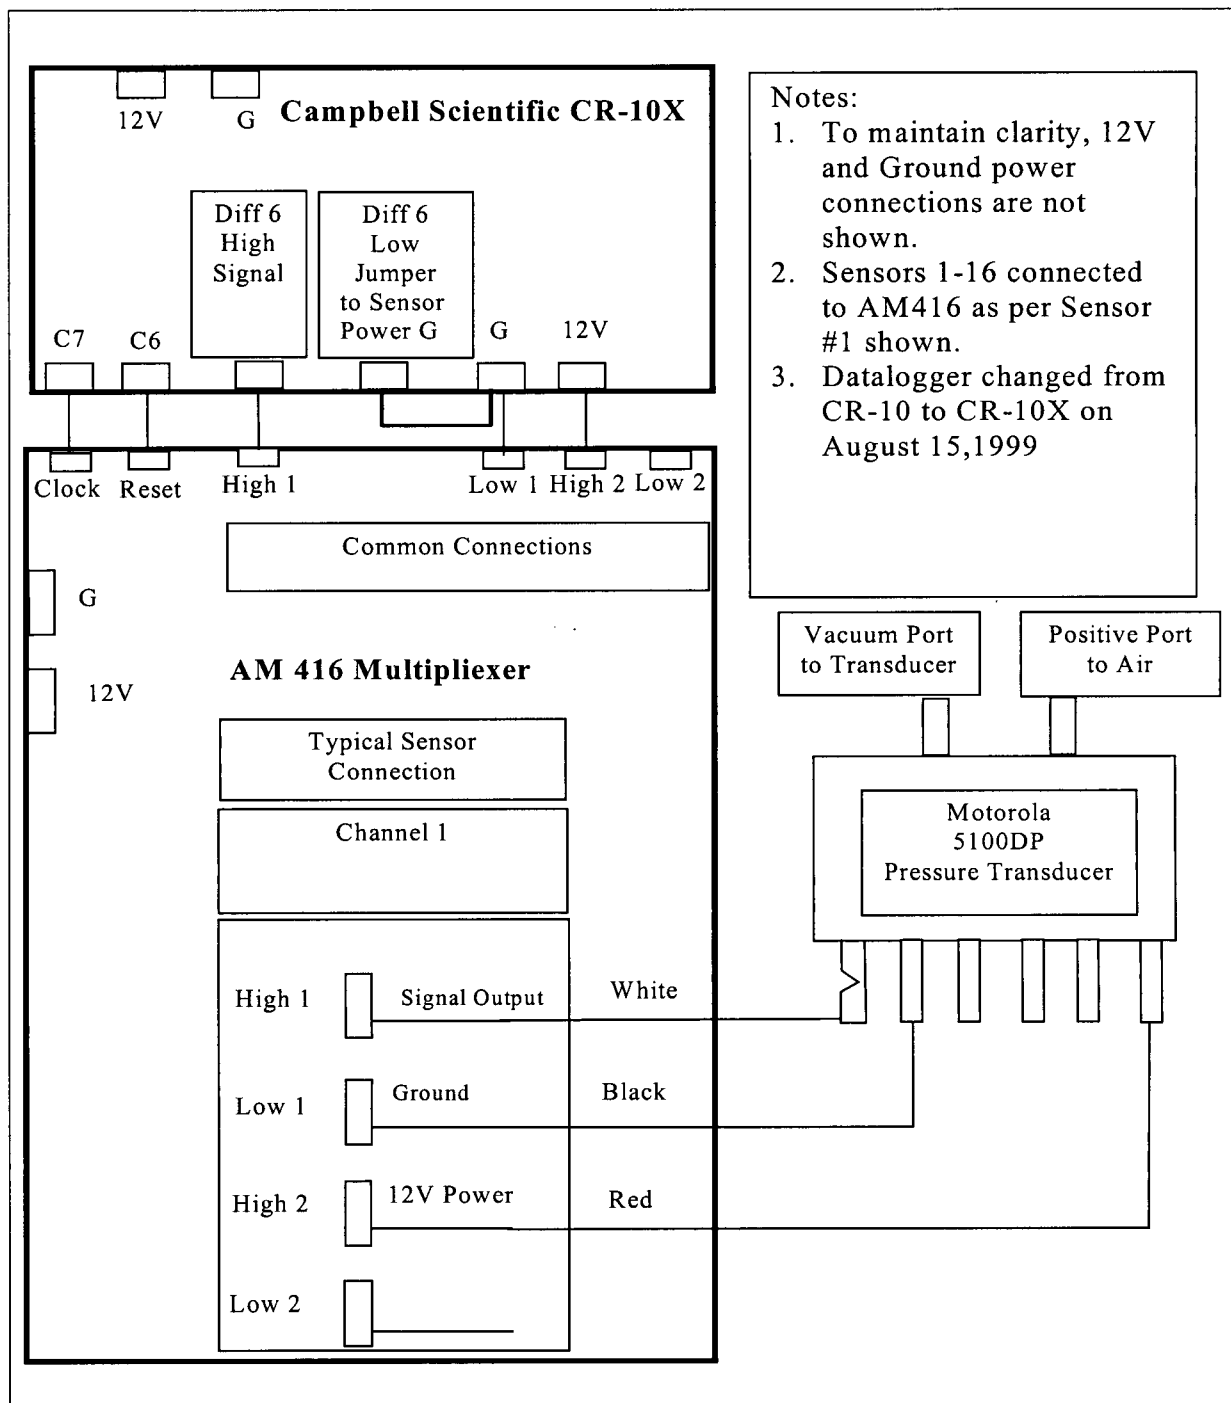 12V
G
Campbell Scientific CR-10X
Diff 6
High
Signal
Diff 6
Low
Jumper
to Sensor
Power G
C7
C6
G
12V
Notes:
1. To maintain clarity, 12V
and Ground power
connections are not
shown.
2. Sensors 1-16 connected
to AM416 as per Sensor
#1 shown.
3. Datalogger changed from
CR-10 to CR-10X on
August 15,1999
Clock
Reset
High 1
Low 1
High 2
Low 2
Common Connections
G
12V
AM 416 Multipliexer
Typical Sensor
Connection
Channel 1
Vacuum Port
to Transducer
Positive Port
to Air
Motorola
5100DP
Pressure Transducer
High 1
Signal Output
White
Low 1
Ground
Black
High 2
12V Power
Red
Low 2